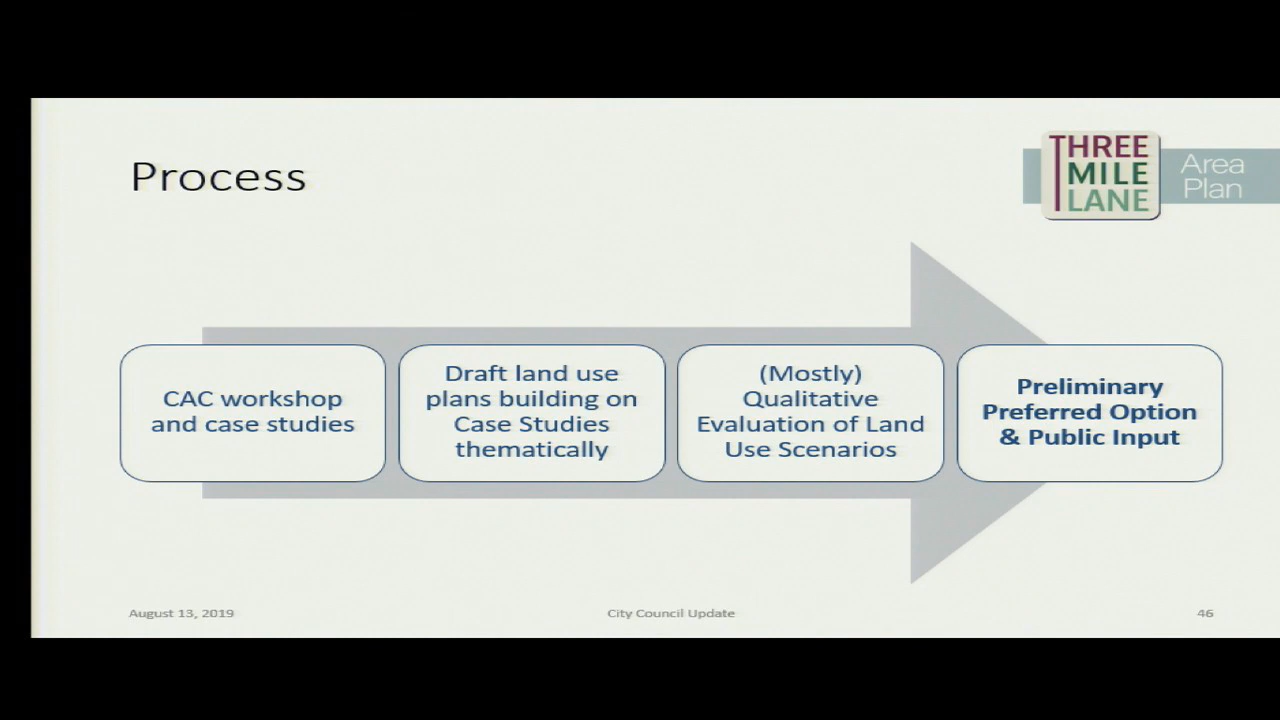 Process
THREE
MILE
LANE
Area
Plan
CAC workshop
and case studies
Draft land use
plans building on
Case Studies
thematically
(Mostly)
Qualitative
Evaluation of Land
Use Scenarios
Preliminary
Preferred Option
& Public Input
August 13, 2019
City Council Update
46